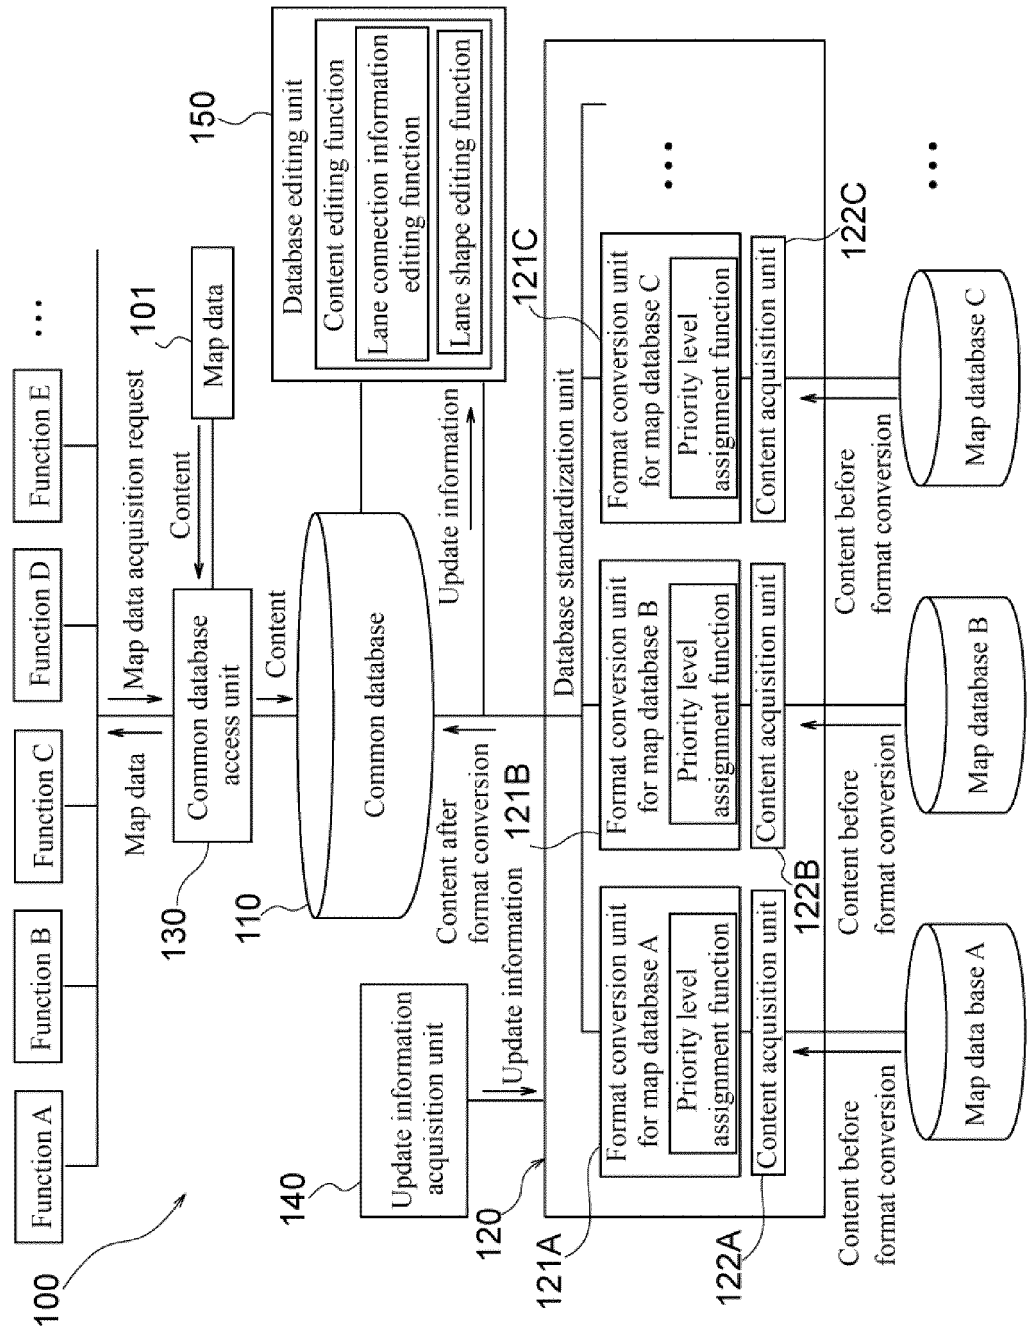 100
Function A
Function B
Function C
Function D
Function E
...
Map data
Map data acquisition request
130
Common database
access unit
Content
101
Map data
Content
110
Common database
150
Database editing unit
Content editing function
Lane connection information
editing function
Lane shape editing function
140
Update information
acquisition unit
Update information
Content after
format conversion
Update information
120
Database standardization unit
121A
Format conversion unit
for map database A
Priority level
assignment function
122A
Content acquisition unit
121B
Format conversion unit
for map database B
Priority level
assignment function
122B
Content acquisition unit
121C
Format conversion unit
for map database C
Priority level
assignment function
122C
Content acquisition unit
...
Content before
format conversion
Map data base A
Content before
format conversion
Map database B
Content before
format conversion
Map database C
...